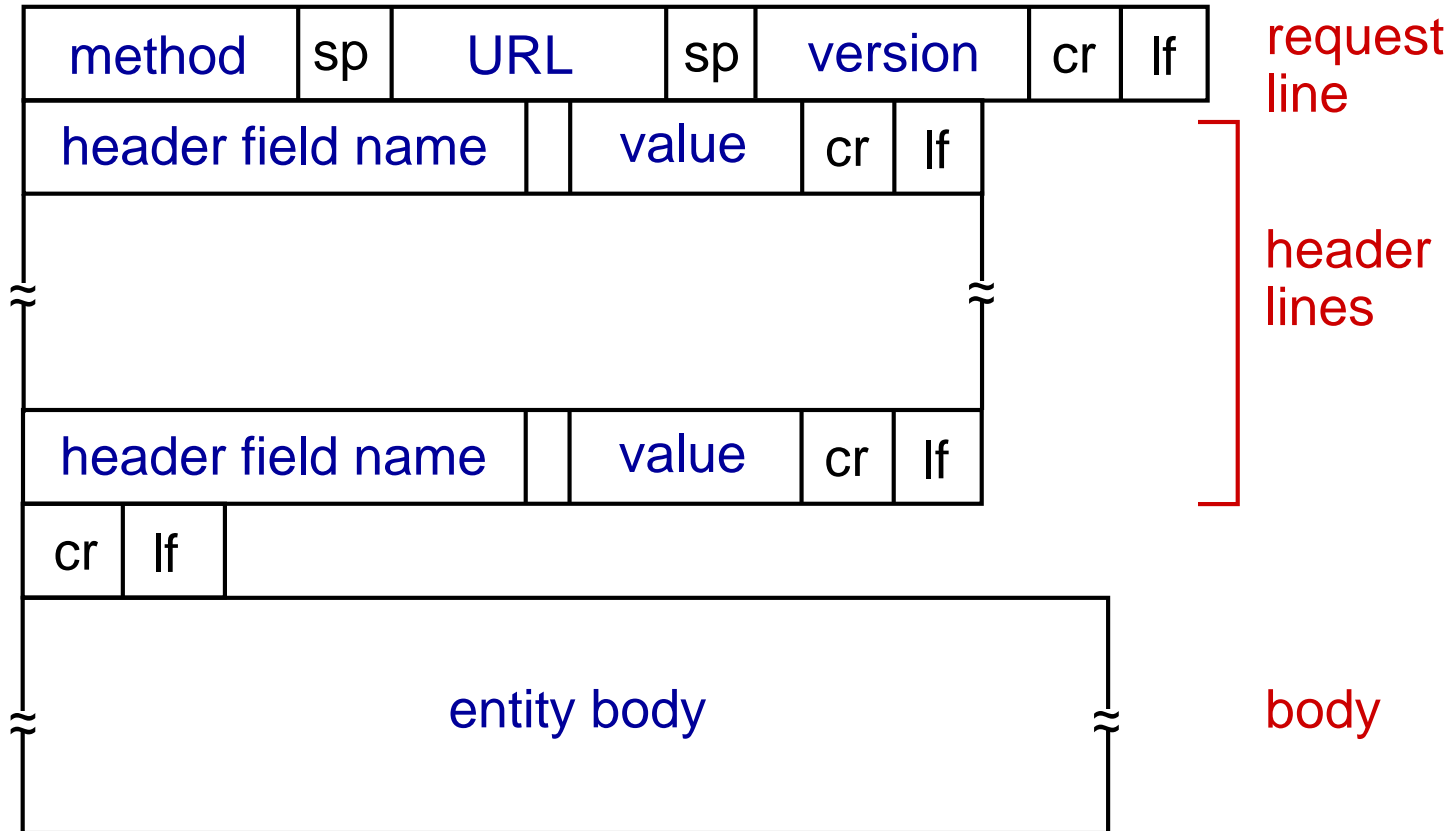 method sp URL sp version cr lf request
line
header field name value cr lf
header
lines
header field name value cr lf
cr lf
entity body body